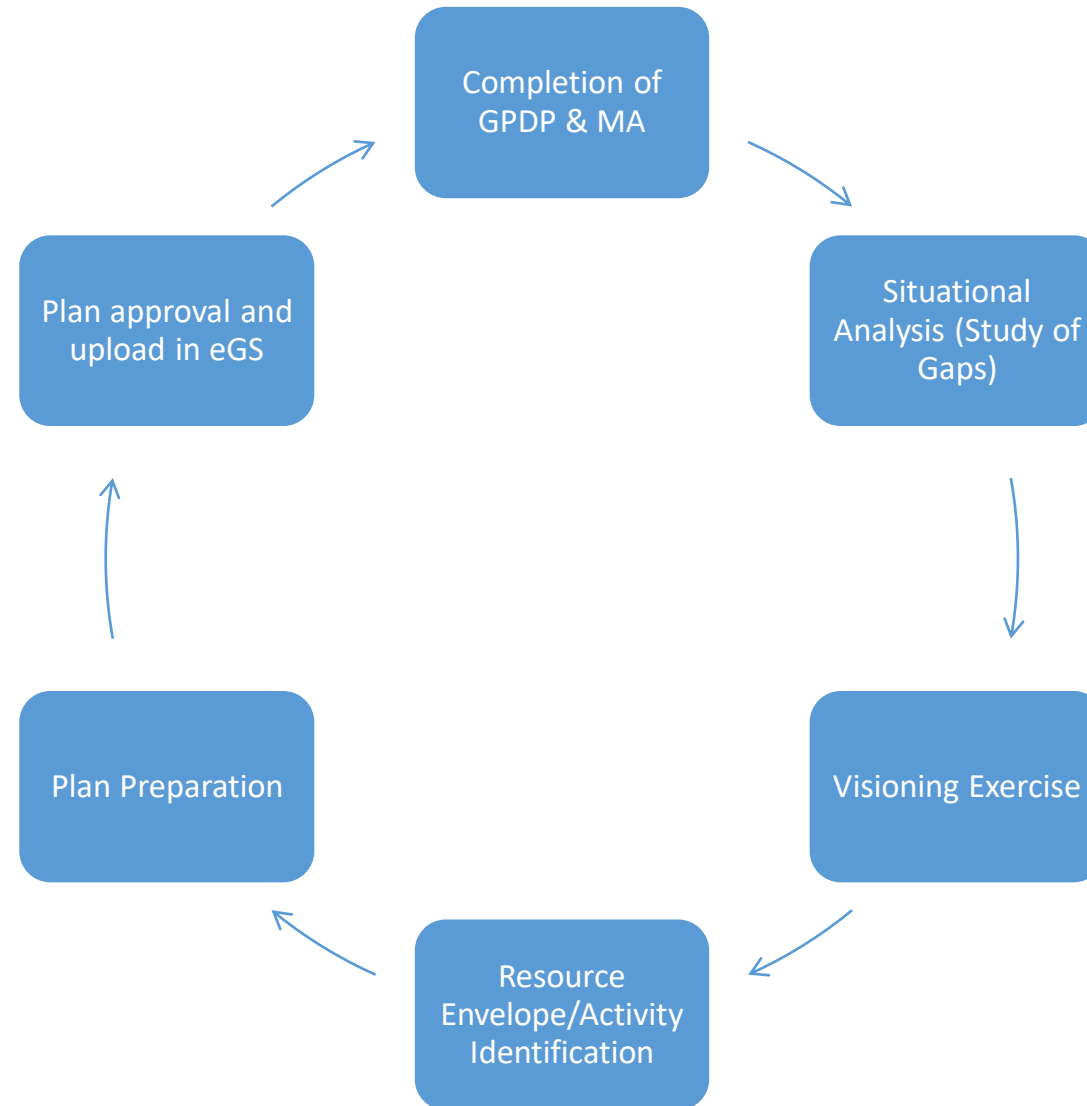 Completion of
GPDP & MA
Situational
Analysis (Study of
Gaps)
Visioning Exercise
Resource
Envelope/Activity
Identification
Plan Preparation
Plan approval and
upload in eGS